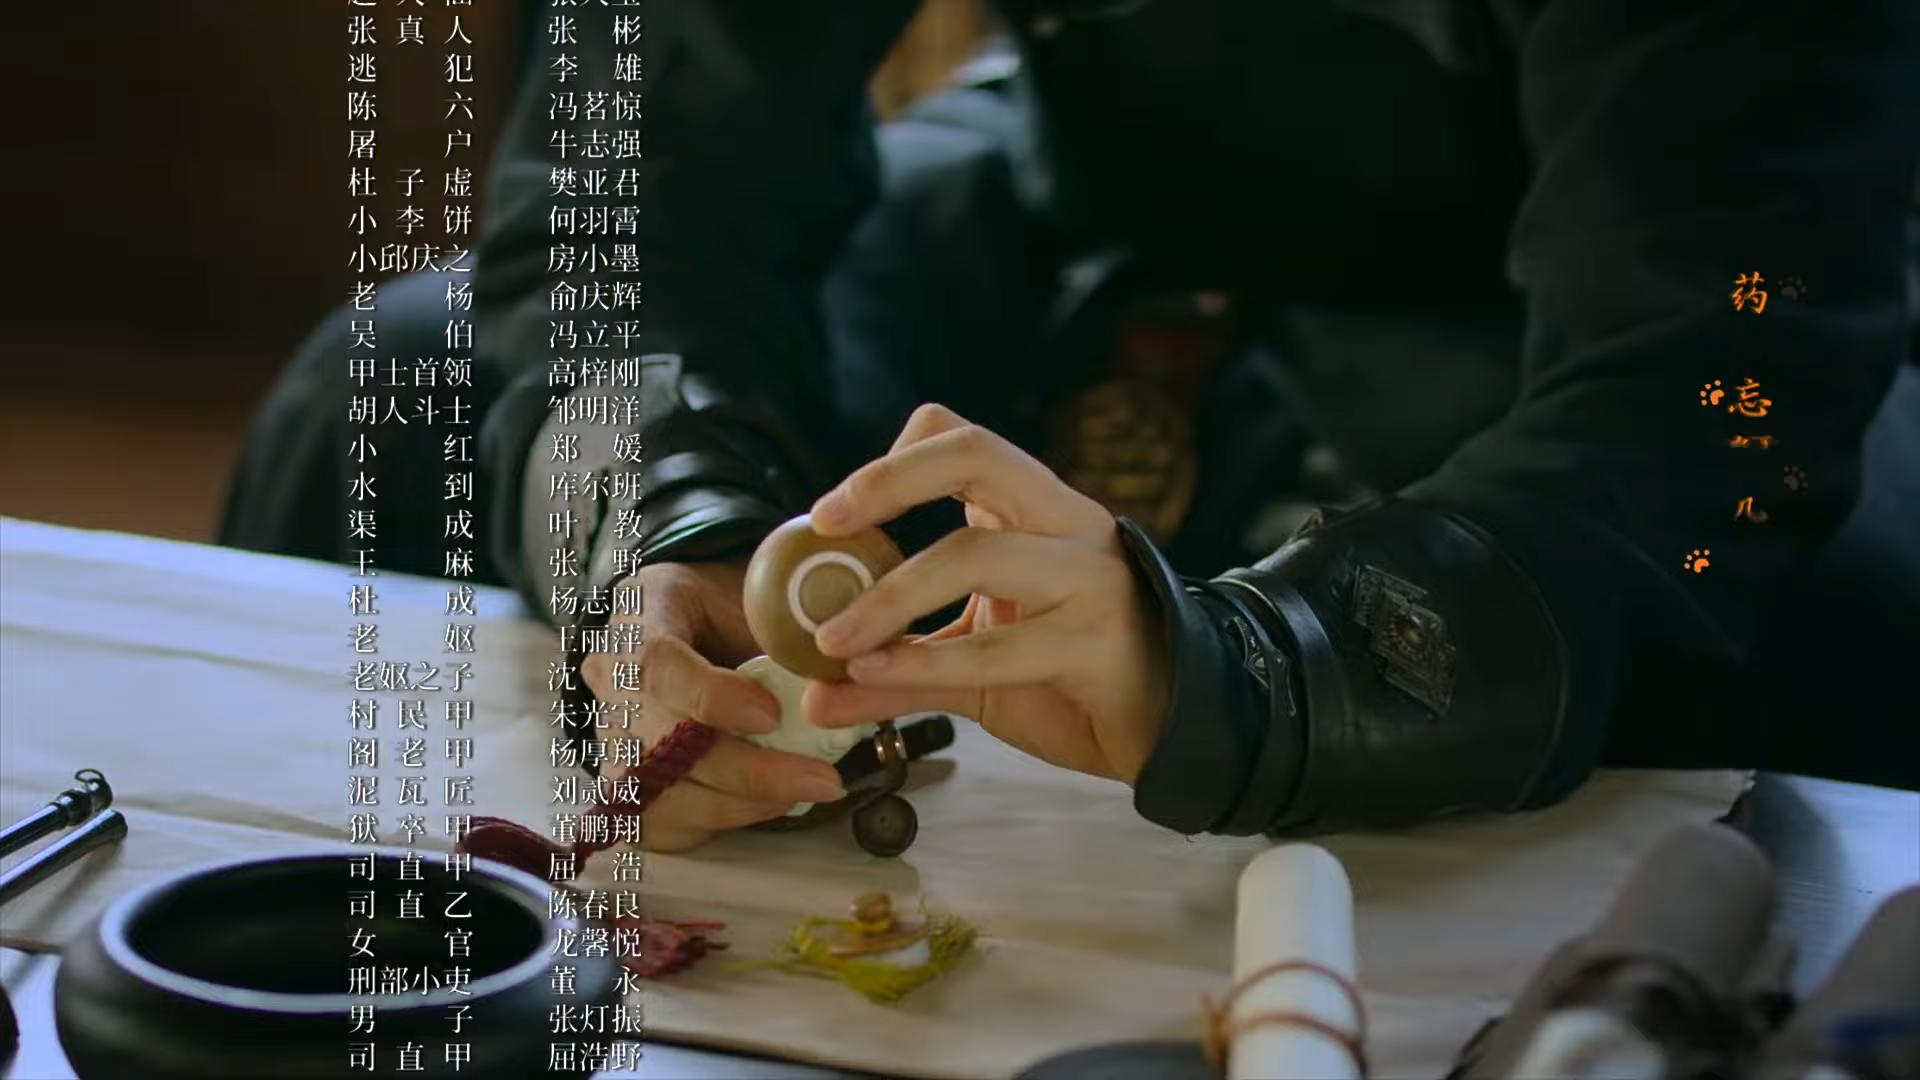 张真人 张彬
逃犯 李雄
陈六 冯茗惊
屠户 牛志强
杜子虚 樊亚君
小李饼 何羽霄
小邱庆之 房小墨
老杨 俞庆辉
吴伯 冯立平
甲士首领 高梓刚
胡人斗士 邹明洋
小红 郑媛
水到 库尔班
渠成 叶教
王麻 张野
杜成 杨志刚
老妪 王丽萍
老妪之子 沈健
村民甲 朱光宇
阁老甲 杨厚翔
泥瓦匠 刘贰威
狱卒甲 董鹏翔
司直甲 屈浩
司直乙 陈春良
女官 龙馨悦
刑部小吏 董永
男子 张灯振
司直甲 屈浩野
药
忘
几